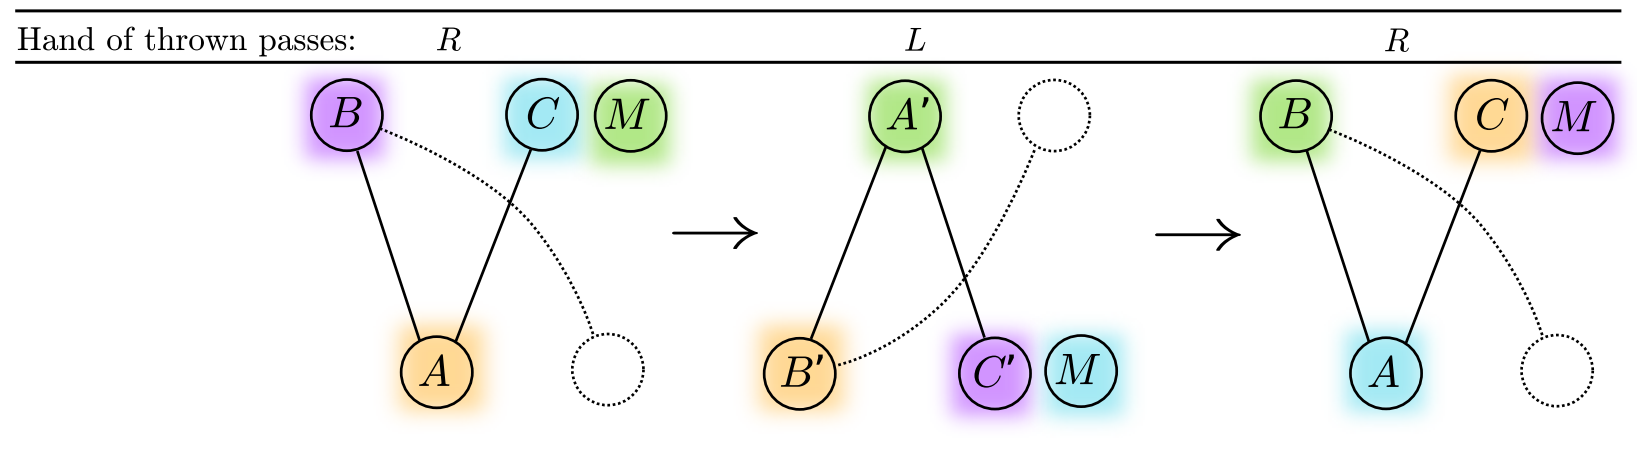 Hand of thrown passes: R L R
B C M A' B C M
A B' C' M A